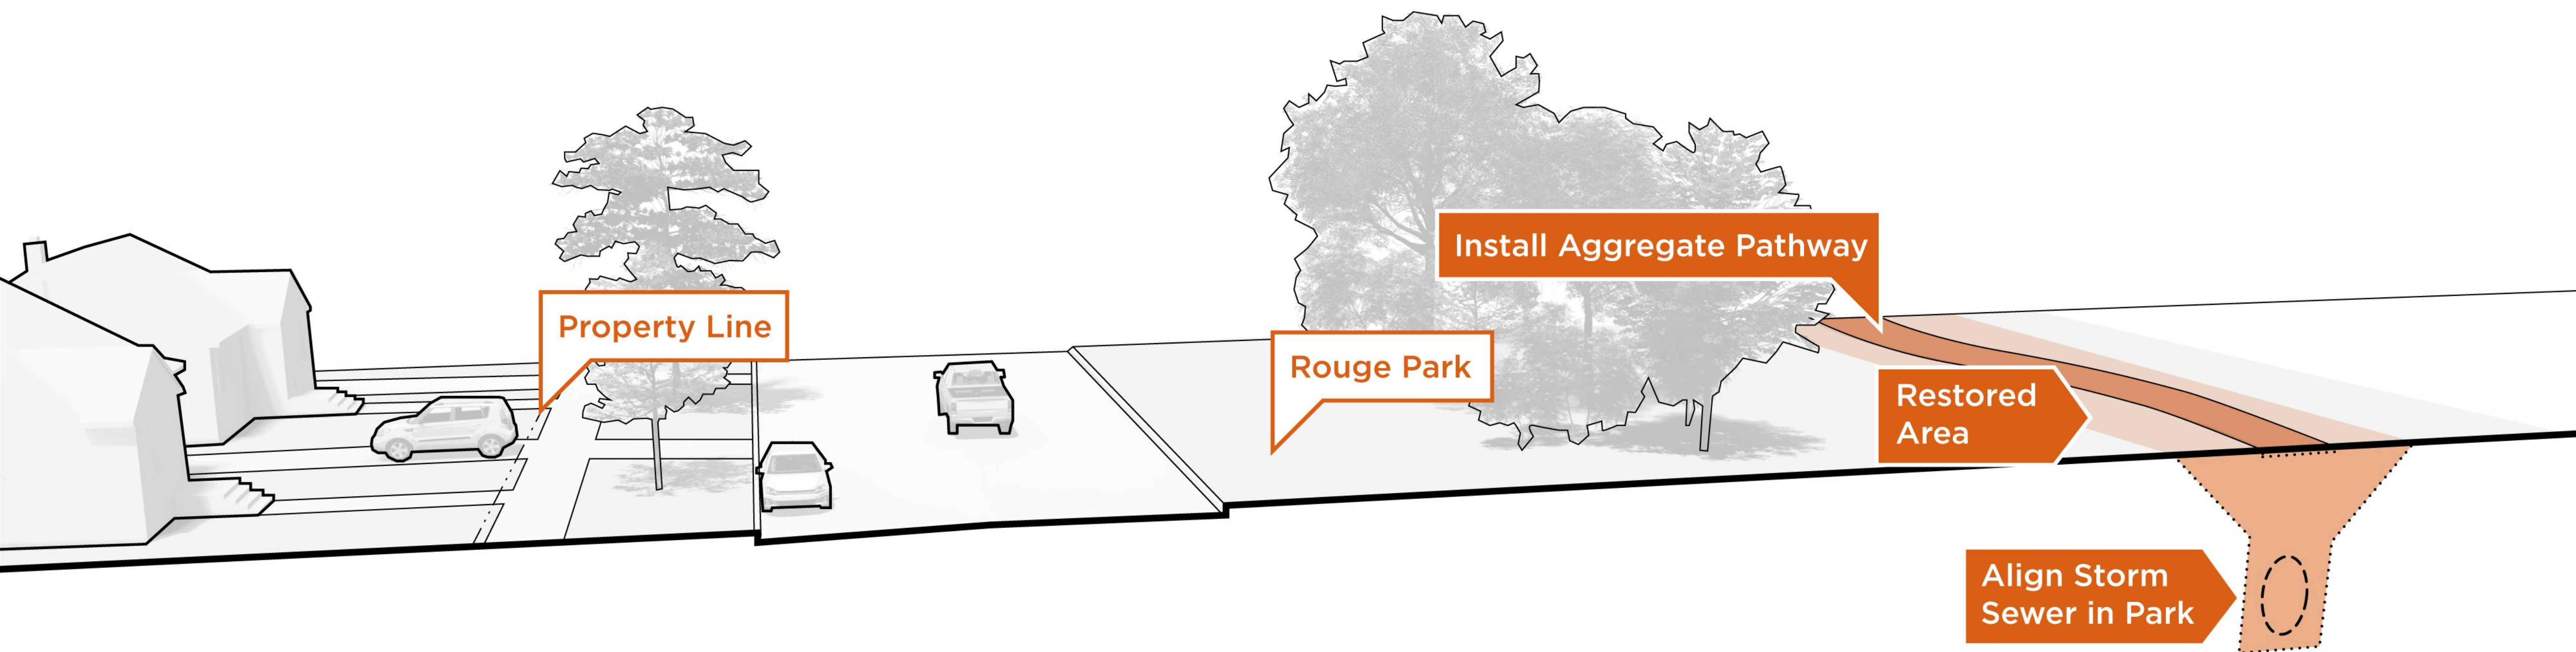 Property Line
Rouge Park
Install Aggregate Pathway
Restored
Area
Align Storm
Sewer in Park